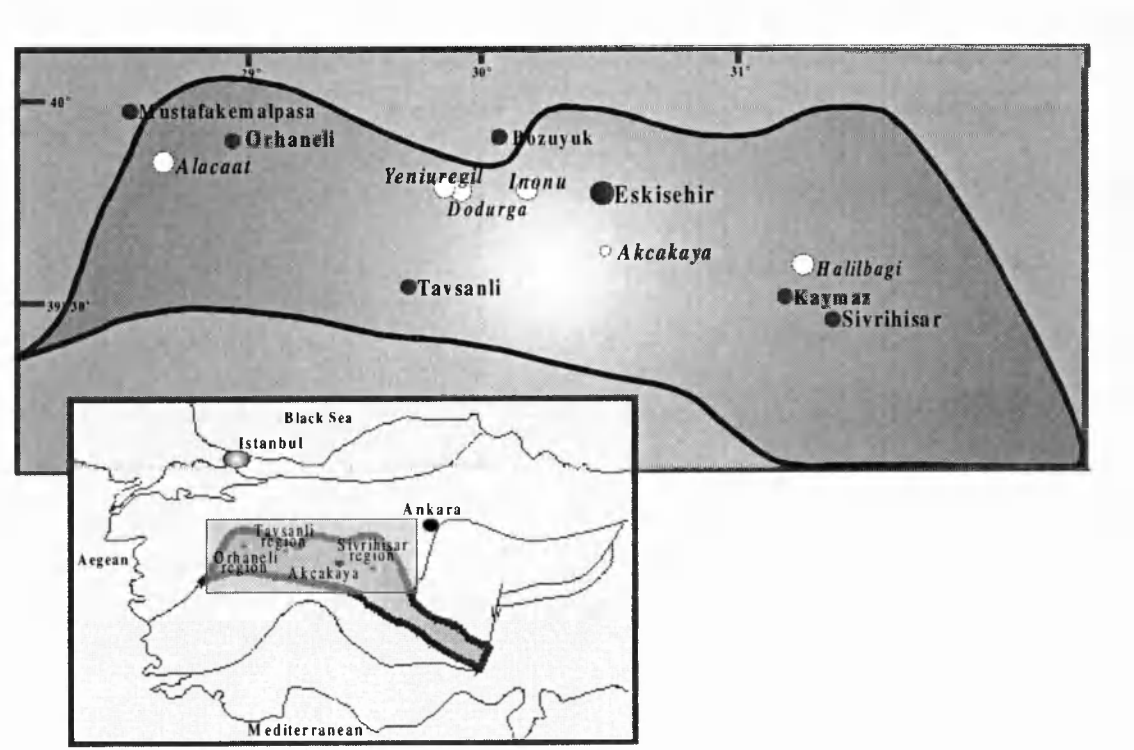 29° 30° 31°
40°
Mustafakemalpasa
Orhaneli
Bozuyuk
Alacaat
Yeniuregil
Inonu
Dodurga
Eskisehir
Akcakaya
Halilbagi
Tavsanli
Kaymaz
39°30'
Sivrihisar
Black Sea
Istanbul
Ankara
Tavsanli
region
Sivrihisar
region
Aegean
Orhaneli
region
Akcakaya
Mediterranean